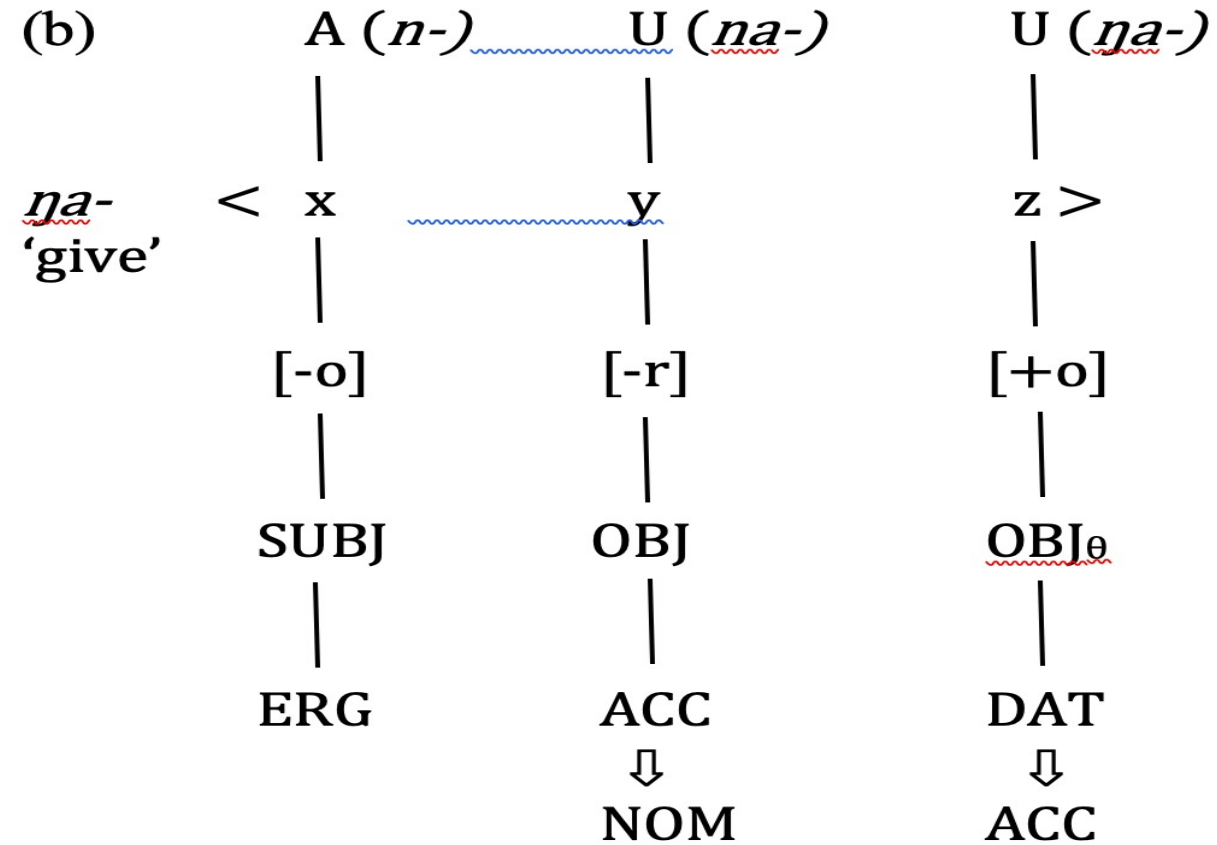 (b) A (n-) U (na-) U (ŋa-)
ŋa- < x y z >
‘give’
[-o] [-r] [+o]
SUBJ OBJ OBJθ
ERG ACC DAT
⇩ ⇩
NOM ACC